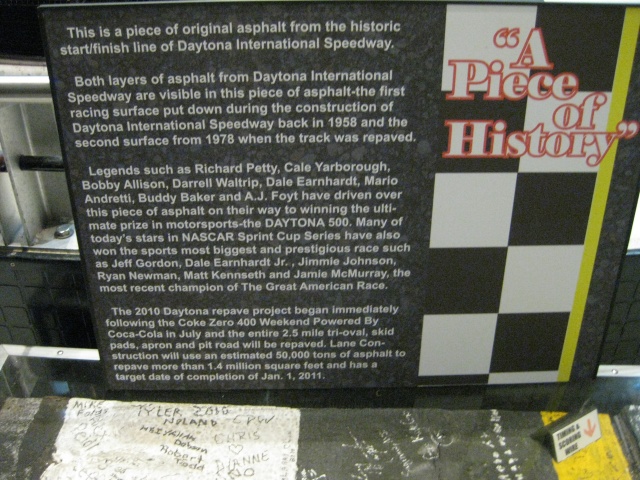 This is a piece of original asphalt from the historic
start/finish line of Daytona International Speedway.
Both layers of asphalt from Daytona International
Speedway are visible in this piece of asphalt-the first
racing surface put down during the construction of
Daytona International Speedway back in 1958 and the
second surface from 1978 when the track was repaved.
Legends such as Richard Petty, Cale Yarborough,
Bobby Allison, Darrell Waltrip, Dale Earnhardt, Mario
Andretti, Buddy Baker and A.J. Foyt have driven over
this piece of asphalt on their way to winning the ulti-
mate prize in motorsports-the DAYTONA 500. Many of
today's stars in NASCAR Sprint Cup Series have also
won the sports most biggest and prestigious race such
as Jeff Gordon, Dale Earnhardt Jr. , Jimmie Johnson,
Ryan Newman, Matt Kennseth and Jamie McMurray, the
most recent champion of The Great American Race.
The 2010 Daytona repave project began immediately
following the Coke Zero 400 Weekend Powered By
Coca-Cola in July and the entire 2.5 mile tri-oval, skid
pads, apron and pit road will be repaved. Lane Con-
struction will use an estimated 50,000 tons of asphalt to
repave more than 1.4 million square feet and has a
target date of completion of Jan. 1, 2011.
"A
Piece
of
History"
TYLER
NOLAND
Robert
Todd
CHRIS
DIANNE
TIMING &
SCORING
WIRE